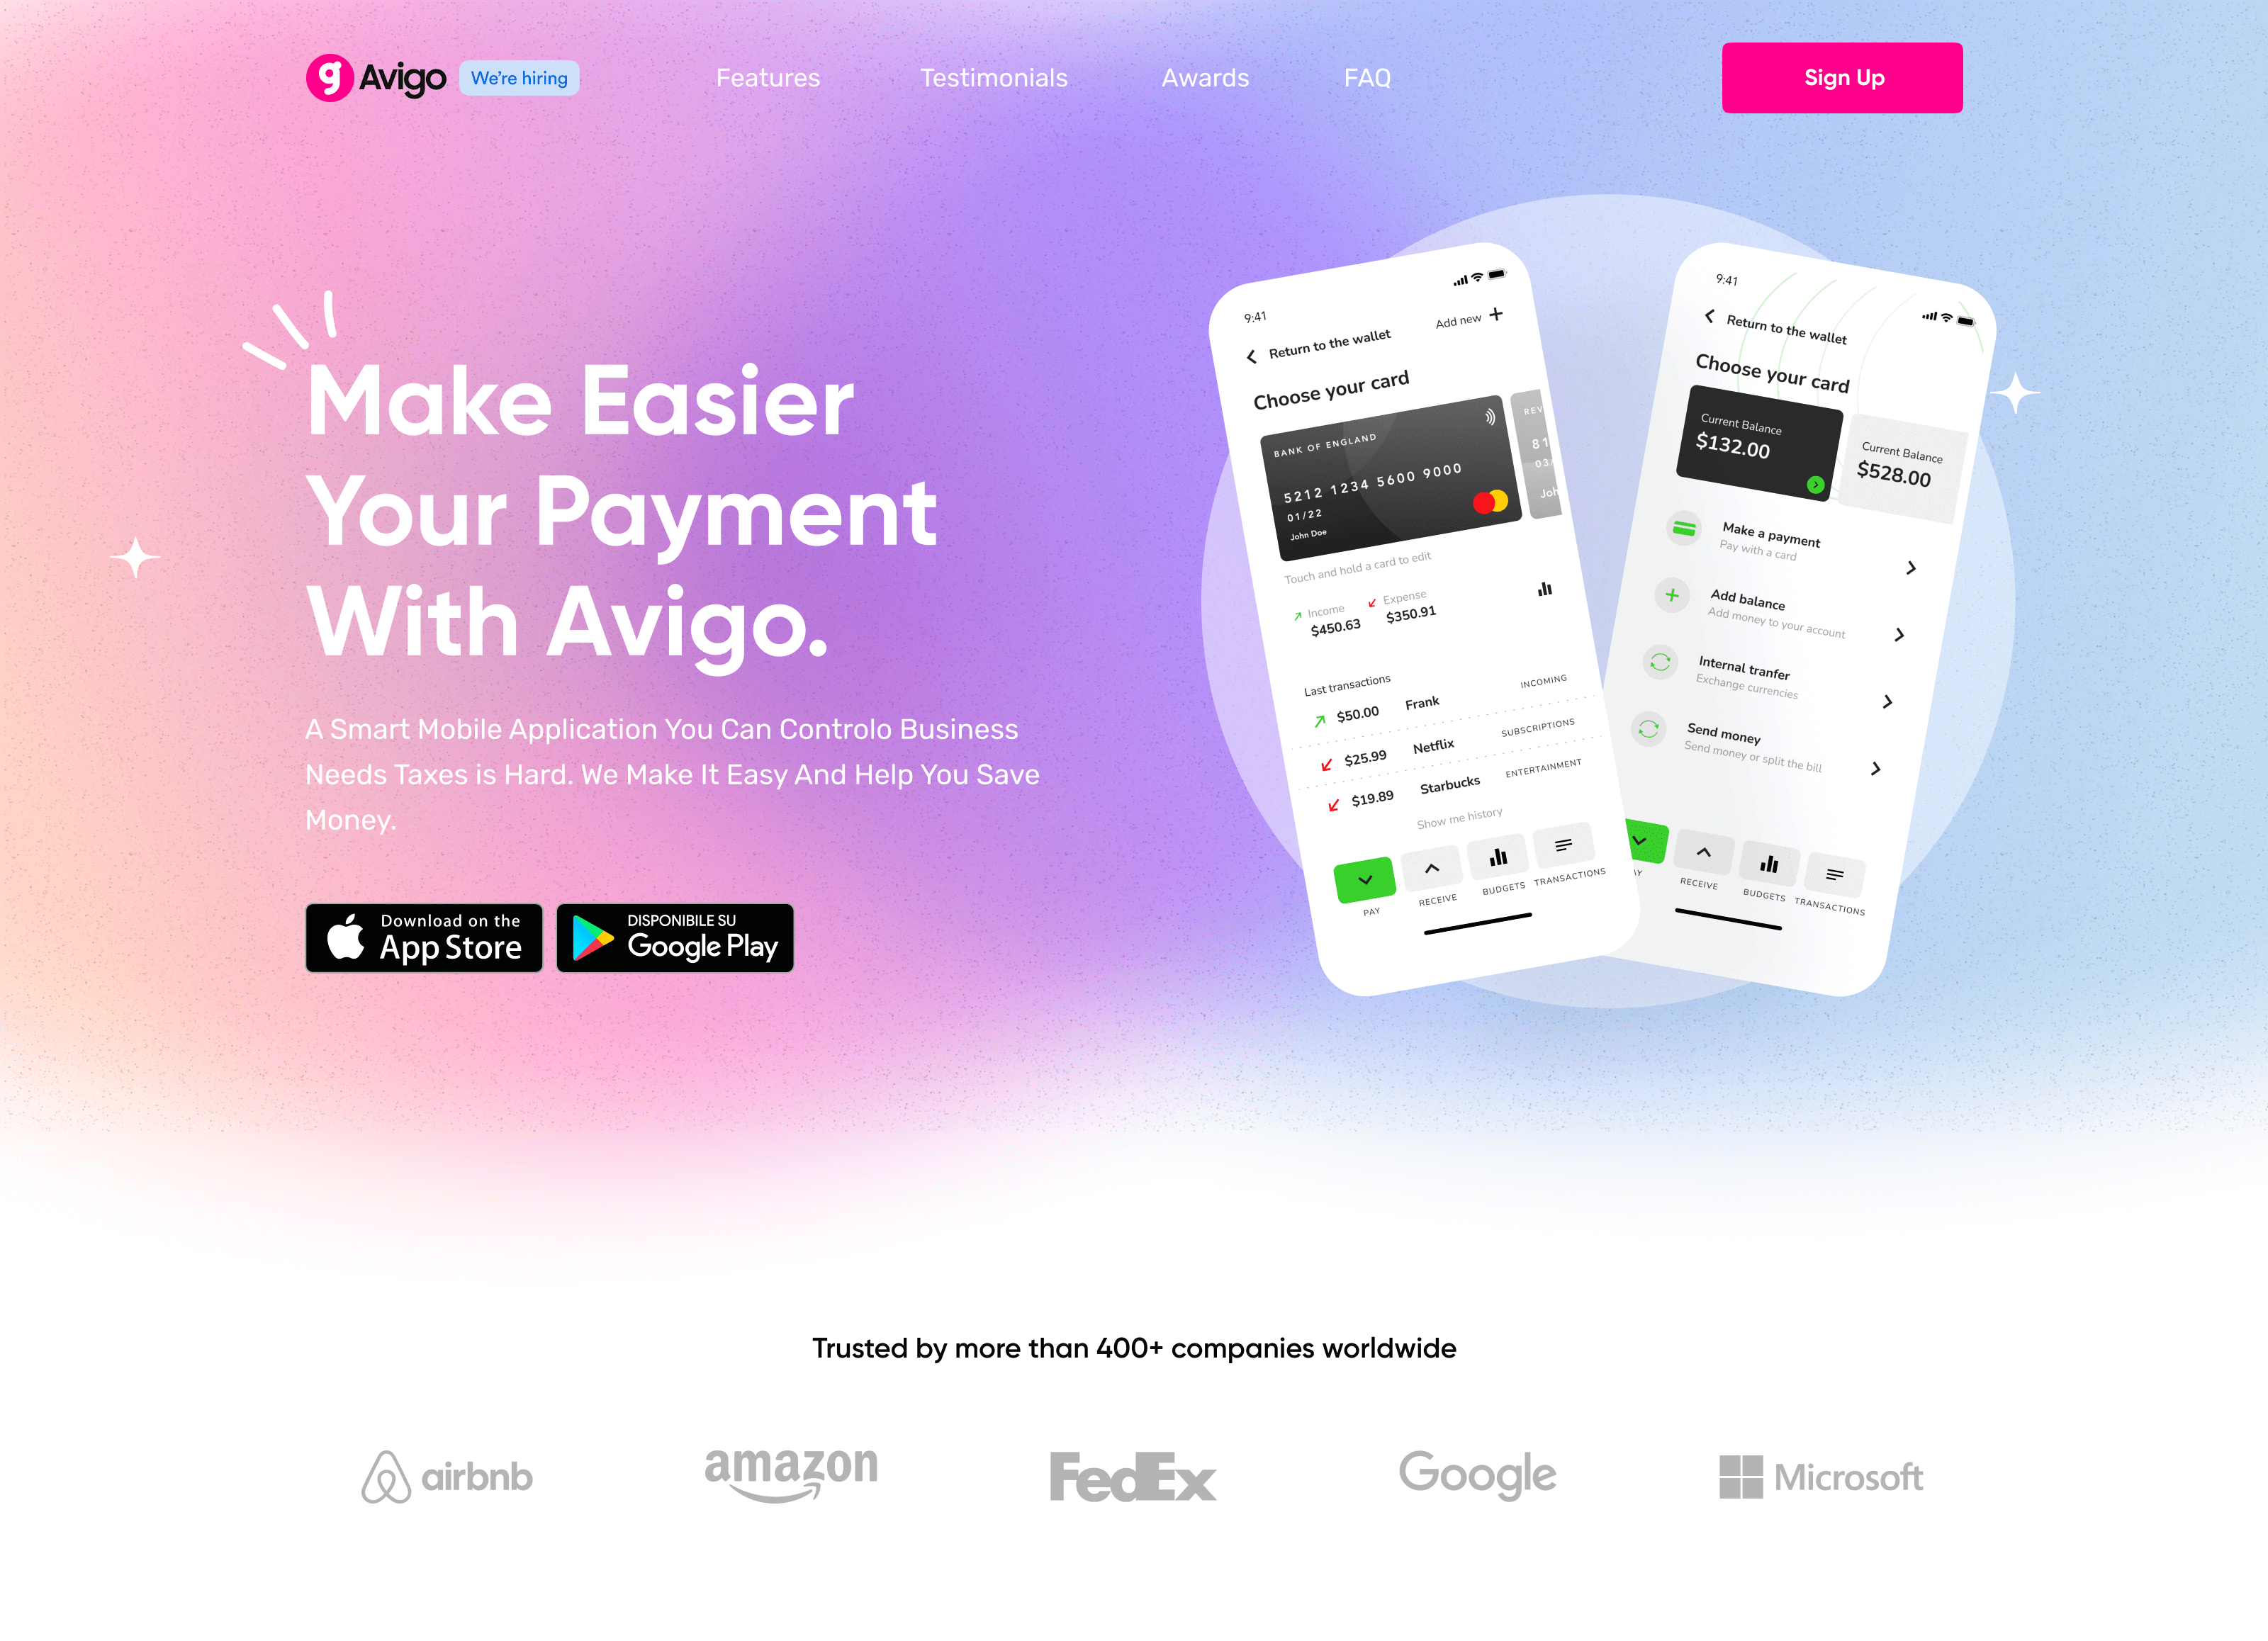 g Avigo We're hiring Features Testimonials Awards FAQ Sign Up
Make Easier
Your Payment
With Avigo.
A Smart Mobile Application You Can Controlo Business
Needs Taxes is Hard. We Make It Easy And Help You Save
Money.
Download on the
App Store
DISPONIBILE SU
Google Play
9:41
Return to the wallet
Add new
Choose your card
BANK OF ENGLAND
5212 1234 5600 9000
01/22
John Doe
REV
81
03/
Joh
Touch and hold a card to edit
Income
$450.63
Expense
$350.91
Last transactions
$50.00 Frank INCOMING
$25.99 Netflix SUBSCRIPTIONS
$19.89 Starbucks ENTERTAINMENT
Show me history
PAY RECEIVE BUDGETS TRANSACTIONS
9:41
Return to the wallet
Choose your card
Current Balance
$132.00
Current Balance
$528.00
Make a payment
Pay with a card
Add balance
Add money to your account
Internal tranfer
Exchange currencies
Send money
Send money or split the bill
AY RECEIVE BUDGETS TRANSACTIONS
Trusted by more than 400+ companies worldwide
airbnb amazon FedEx Google Microsoft